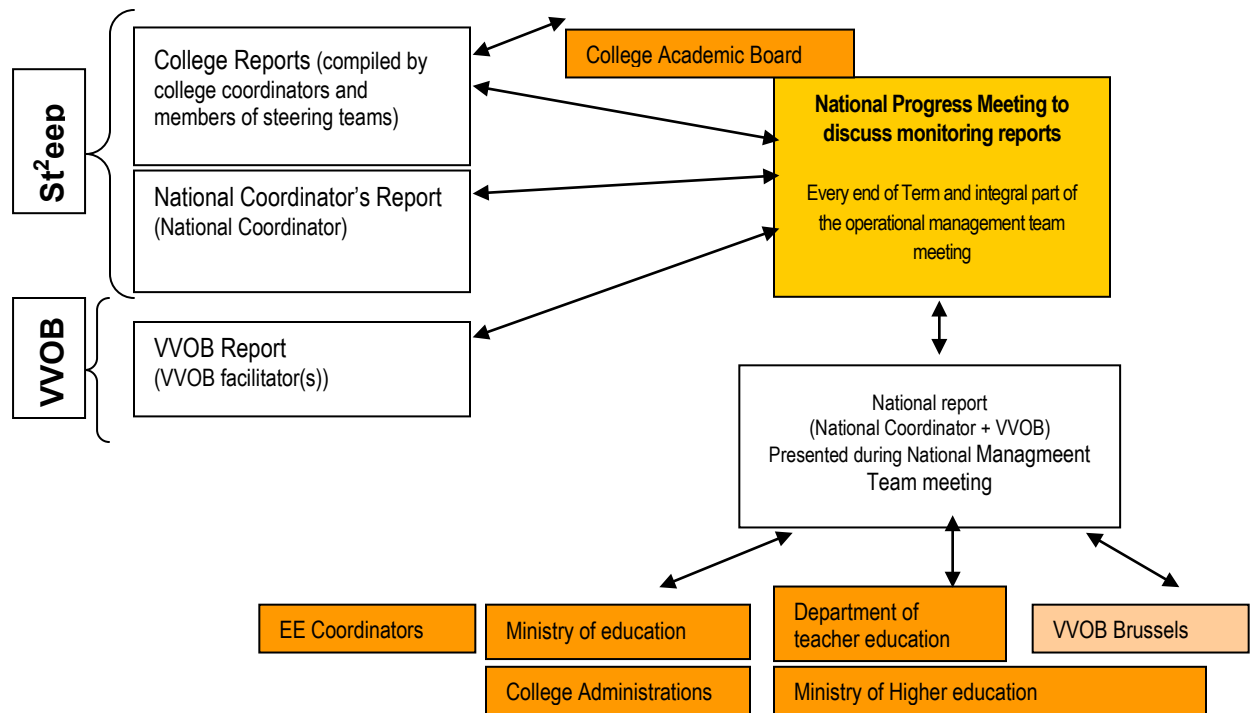 St²eep
College Reports (compiled by
college coordinators and
members of steering teams)
College Academic Board
National Progress Meeting to
discuss monitoring reports
Every end of Term and integral part of
the operational management team
meeting
National Coordinator’s Report
(National Coordinator)
VVOB
VVOB Report
(VVOB facilitator(s))
National report
(National Coordinator + VVOB)
Presented during National Managmeent
Team meeting
EE Coordinators
Ministry of education
Department of
teacher education
VVOB Brussels
College Administrations
Ministry of Higher education